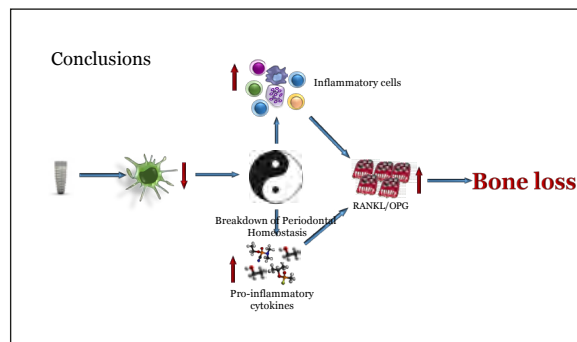 Conclusions
Inflammatory cells
Breakdown of Periodontal
Homeostasis
RANKL/OPG
Bone loss
Pro-inflammatory
cytokines